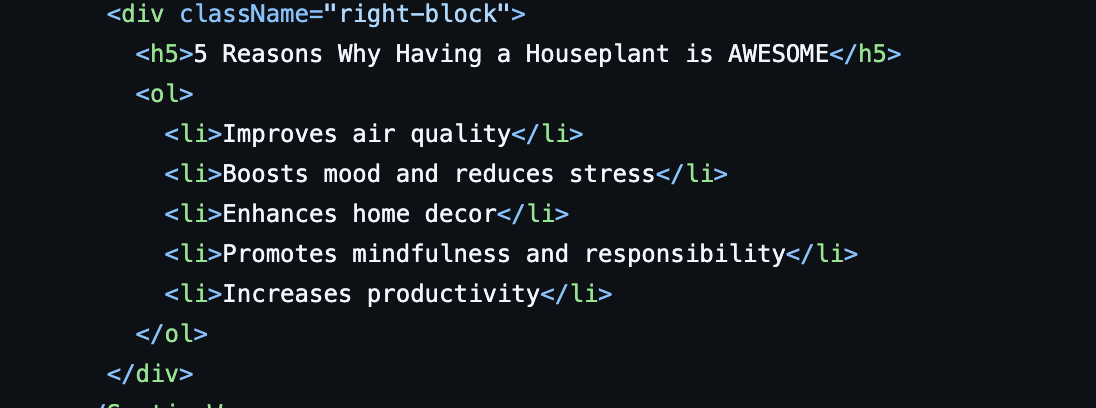 <div className="right-block">
<h5>5 Reasons Why Having a Houseplant is AWESOME</h5>
<ol>
<li>Improves air quality</li>
<li>Boosts mood and reduces stress</li>
<li>Enhances home decor</li>
<li>Promotes mindfulness and responsibility</li>
<li>Increases productivity</li>
</ol>
</div>